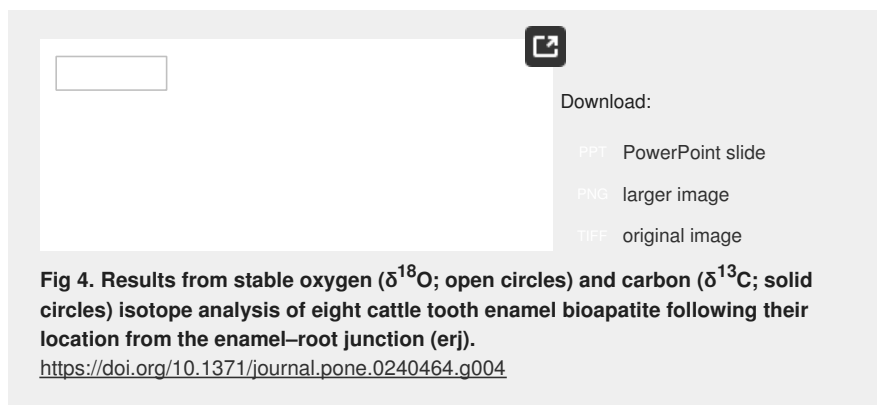 Download:
PPT PowerPoint slide
PNG larger image
TIFF original image
Fig 4. Results from stable oxygen (δ¹⁸O; open circles) and carbon (δ¹³C; solid
circles) isotope analysis of eight cattle tooth enamel bioapatite following their
location from the enamel–root junction (erj).
https://doi.org/10.1371/journal.pone.0240464.g004